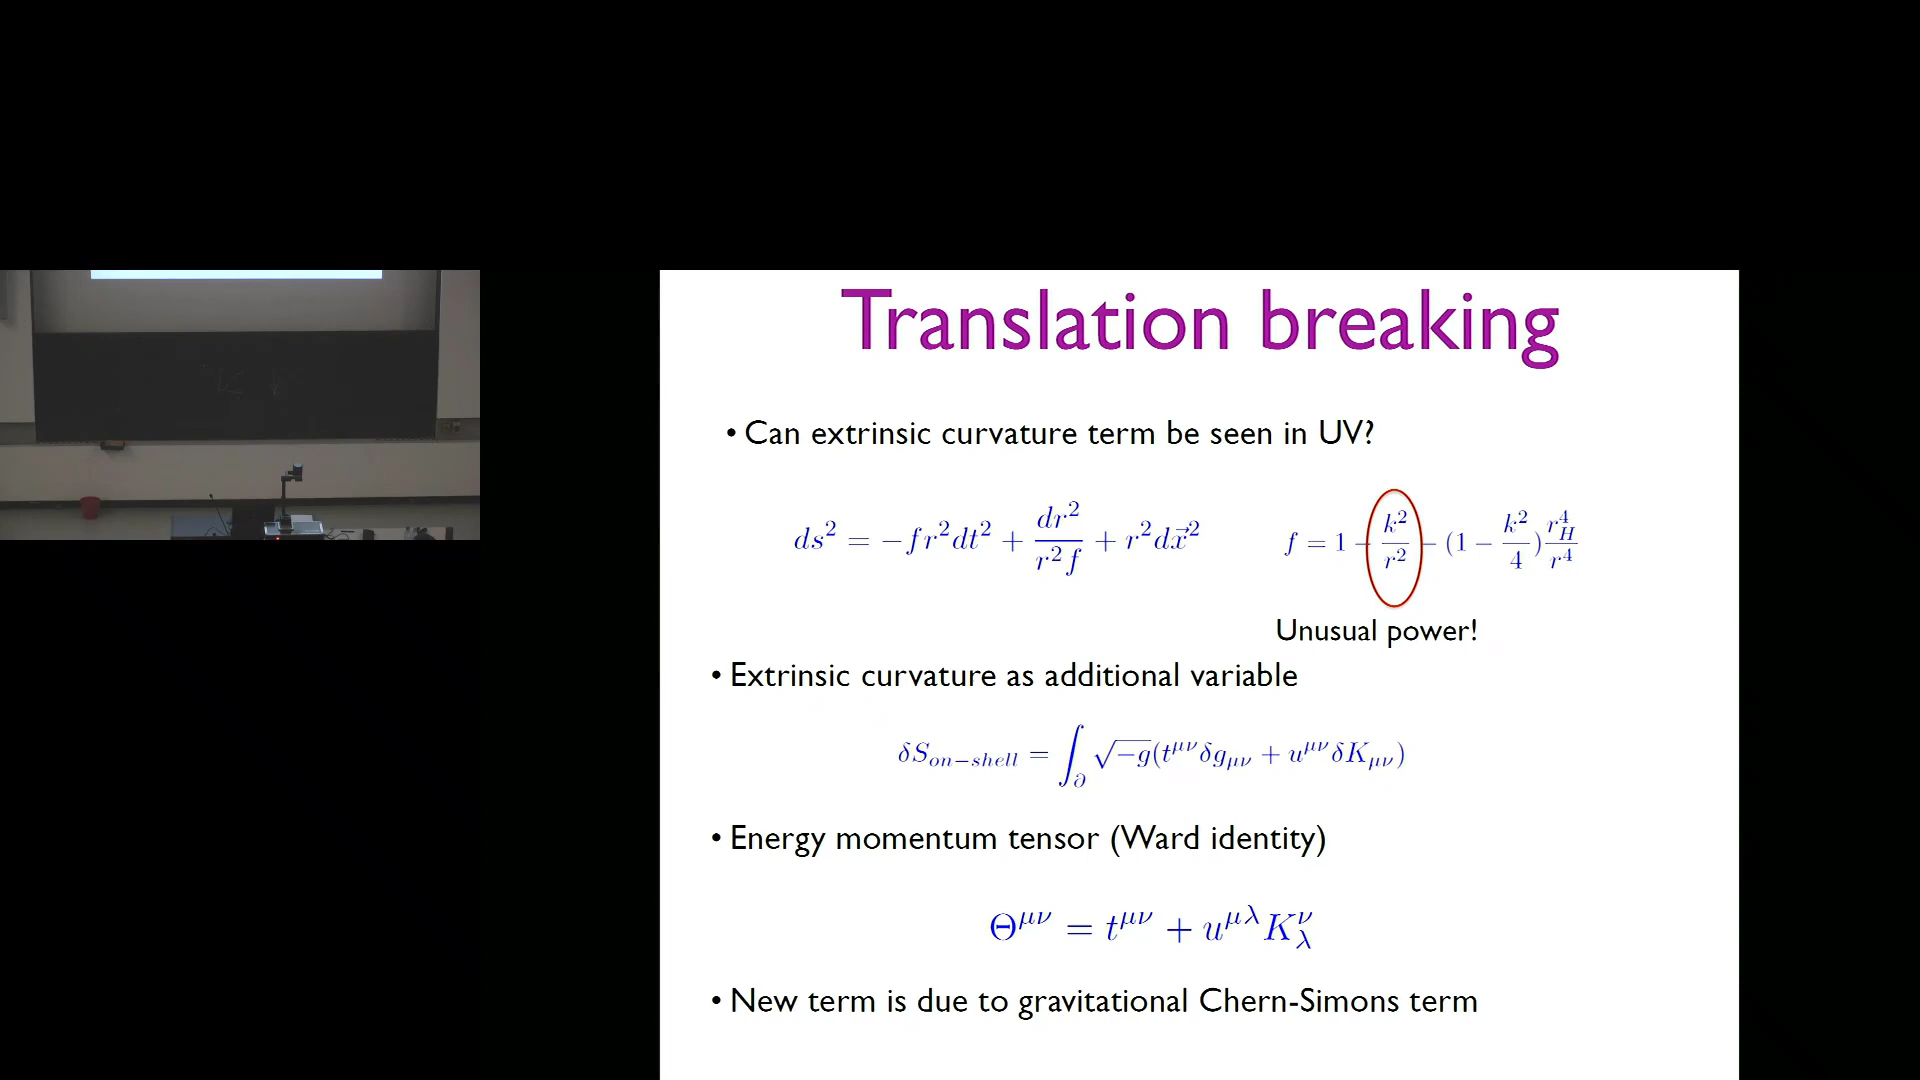 Translation breaking
• Can extrinsic curvature term be seen in UV?
ds² = −fr²dt² + dr²/(r²f) + r²dx⃗² f = 1 − k²/r² − (1 − k²/4) r_H⁴/r⁴
Unusual power!
• Extrinsic curvature as additional variable
δS_{on−shell} = ∫_∂ √−g(t^{μν}δg_{μν} + u^{μν}δK_{μν})
• Energy momentum tensor (Ward identity)
Θ^{μν} = t^{μν} + u^{μλ}K^ν_λ
• New term is due to gravitational Chern-Simons term